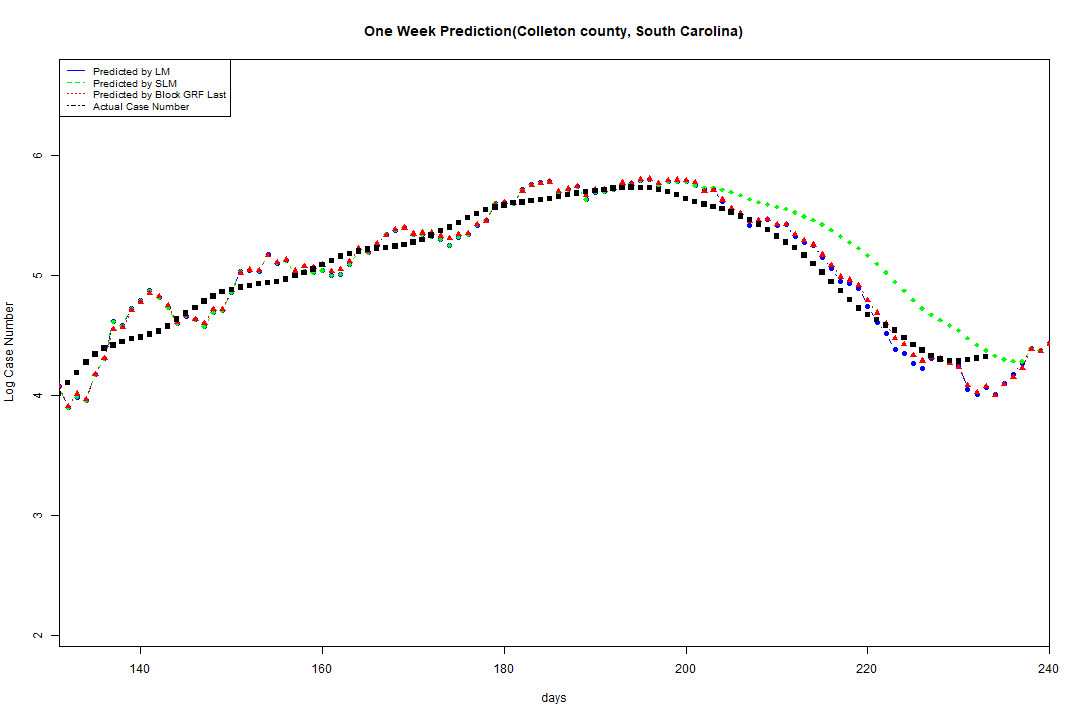 One Week Prediction(Colleton county, South Carolina)
Predicted by LM
Predicted by SLM
Predicted by Block GRF Last
Actual Case Number
6
5
4
3
2
Log Case Number
140 160 180 200 220 240
days